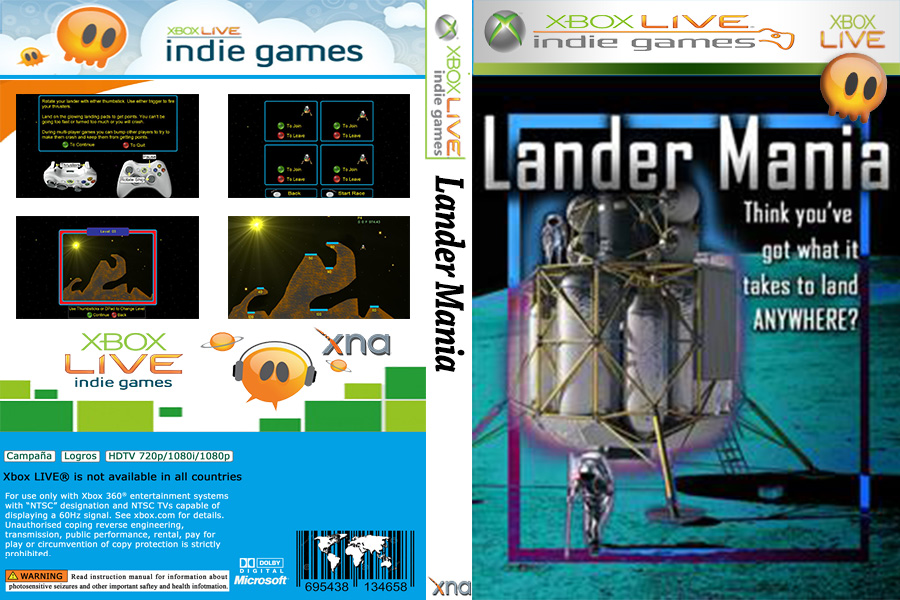 XBOX LIVE
indie games
Rotate your lander with either thumbstick. Use either trigger to fire
your thrusters.
Land on the growing landing pads to get points. You can't be
going too fast or turned too much or you will crash.
During multi-player games you can bump other players to try to
make them crash and keep them from getting points.
To Continue
To Quit
Thrusters
Pause
Rotate Ship
To Join
To Leave
To Join
To Leave
To Join
To Leave
To Join
To Leave
Back
Start Race
Use Thumbsticks or DPad to Change Level
Continue
Back
XBOX
LIVE
indie games
xna
Campaña
Logros
HDTV 720p/1080i/1080p
Xbox LIVE® is not available in all countries
For use only with Xbox 360® entertainment systems
with "NTSC" designation and NTSC TVs capable of
displaying a 60Hz signal. See xbox.com for details.
Unauthorised coping reverse engineering,
transmission, public performance, rental, pay for
play or circumvention of copy protection is strictly
prohibited.
WARNING Read instruction manual for information about
photosensitive seizures and other important saftey and health infotmation.
DOLBY
DIGITAL
Microsoft
695438 134658
XBOX LIVE
indie games
Lander Mania
xna
XBOX LIVE
indie games
XBOX
LIVE
Lander Mania
Think you've
got what it
takes to land
ANYWHERE?